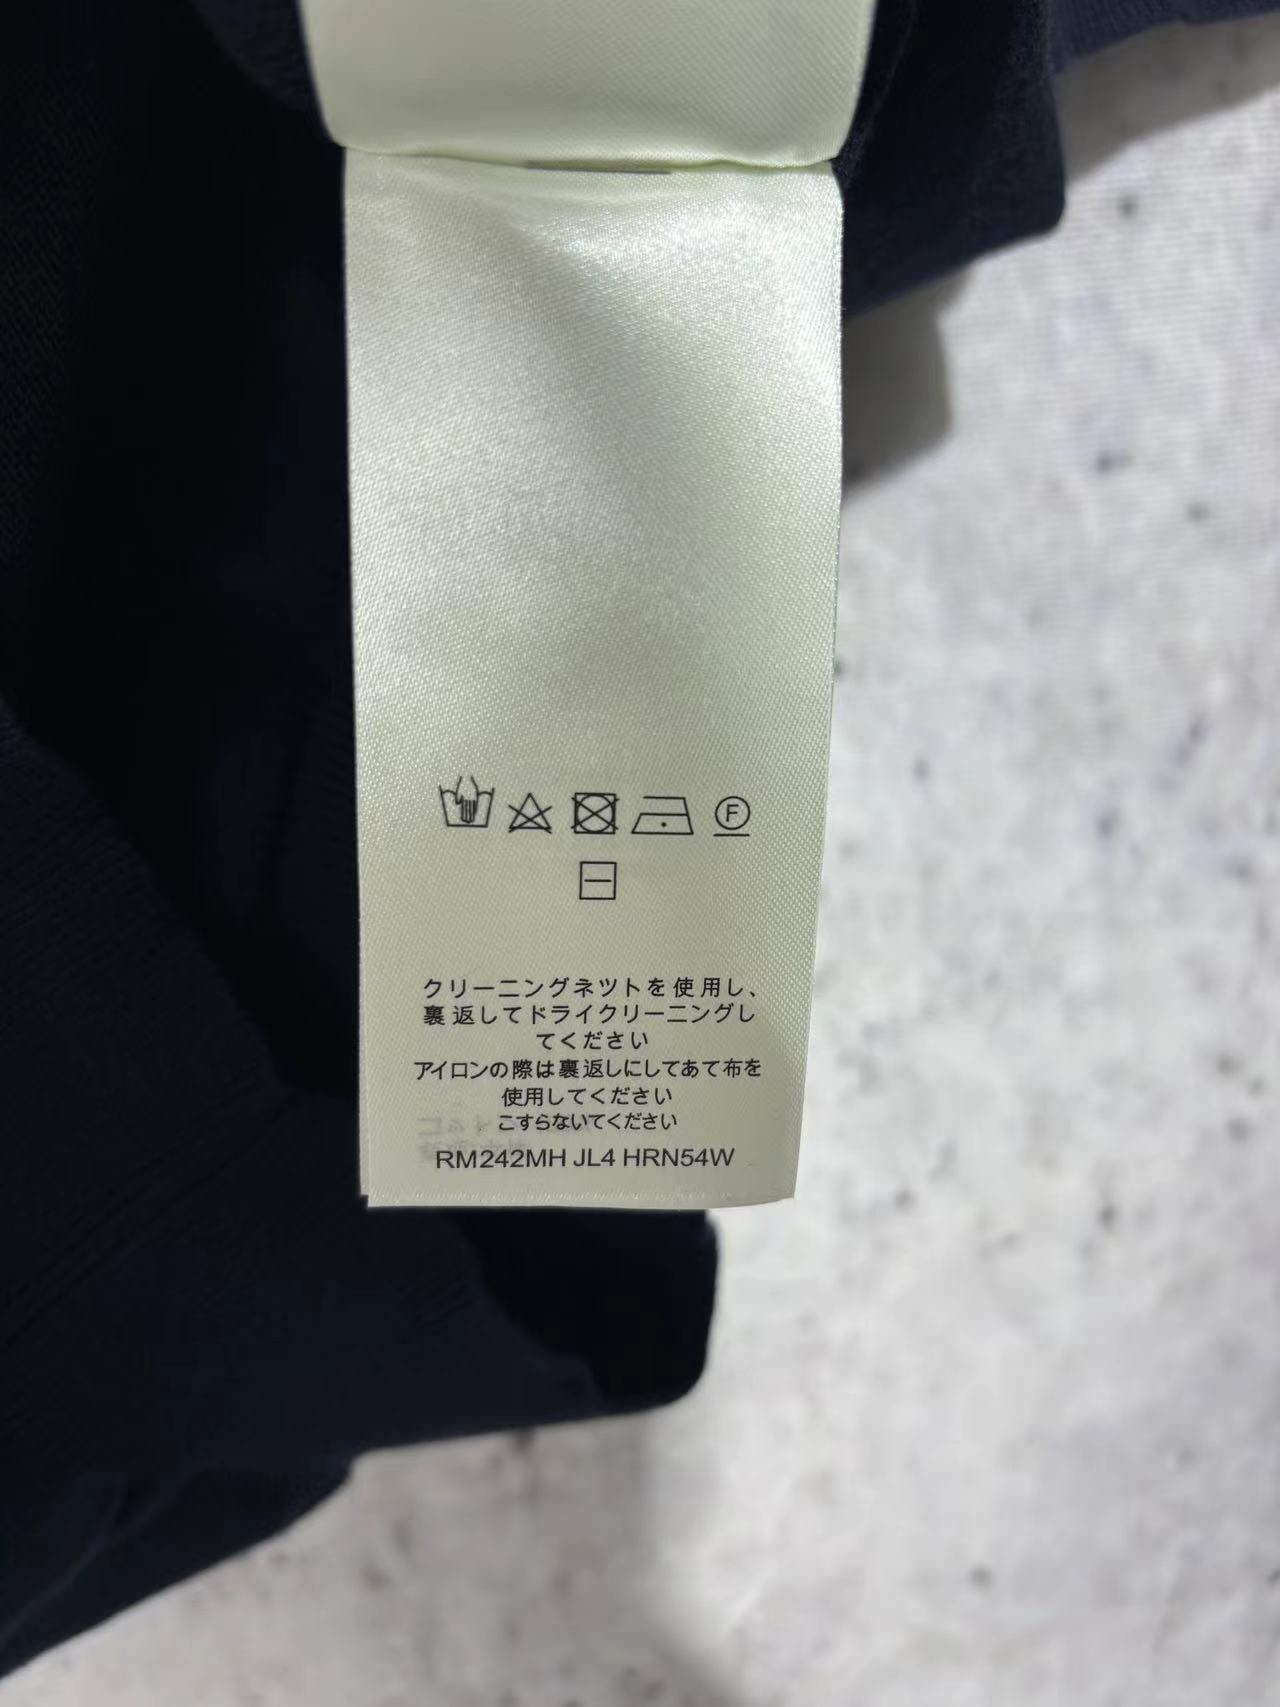 F
クリーニングネツトを使用し、
裏返してドライクリーニングし
てください
アイロンの際は裏返しにしてあて布を
使用してください
こすらないてください
RM242MH JL4 HRN54W